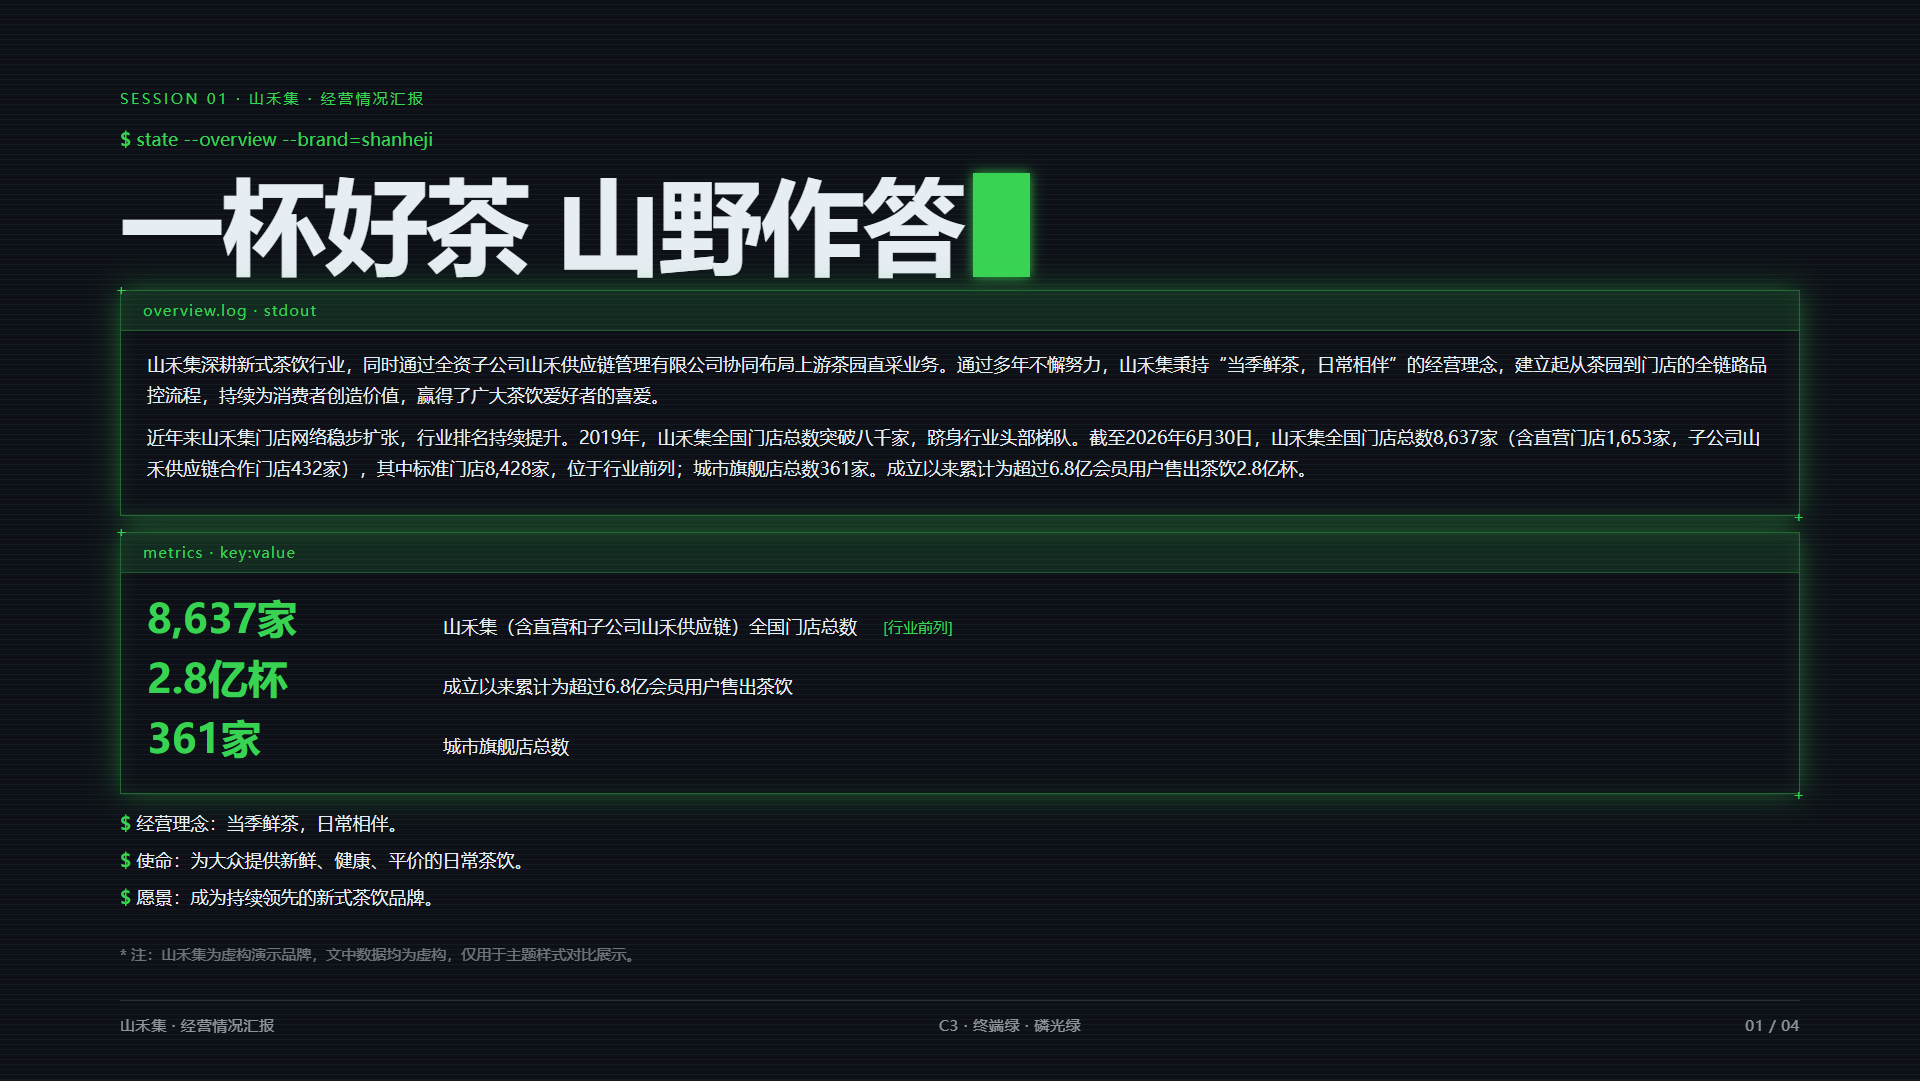 SESSION 01 · 山禾集 · 经营情况汇报
$ state --overview --brand=shanheji
一杯好茶 山野作答
overview.log · stdout
山禾集深耕新式茶饮行业，同时通过全资子公司山禾供应链管理有限公司协同布局上游茶园直采业务。通过多年不懈努力，山禾集秉持“当季鲜茶，日常相伴”的经营理念，建立起从茶园到门店的全链路品
控流程，持续为消费者创造价值，赢得了广大茶饮爱好者的喜爱。
近年来山禾集门店网络稳步扩张，行业排名持续提升。2019年，山禾集全国门店总数突破八千家，跻身行业头部梯队。截至2026年6月30日，山禾集全国门店总数8,637家（含直营门店1,653家，子公司山
禾供应链合作门店432家），其中标准门店8,428家，位于行业前列；城市旗舰店总数361家。成立以来累计为超过6.8亿会员用户售出茶饮2.8亿杯。
metrics · key:value
8,637家 山禾集（含直营和子公司山禾供应链）全国门店总数 [行业前列]
2.8亿杯 成立以来累计为超过6.8亿会员用户售出茶饮
361家 城市旗舰店总数
$ 经营理念：当季鲜茶，日常相伴。
$ 使命：为大众提供新鲜、健康、平价的日常茶饮。
$ 愿景：成为持续领先的新式茶饮品牌。
* 注：山禾集为虚构演示品牌，文中数据均为虚构，仅用于主题样式对比展示。
山禾集 · 经营情况汇报
C3 · 终端绿 · 磷光绿
01 / 04